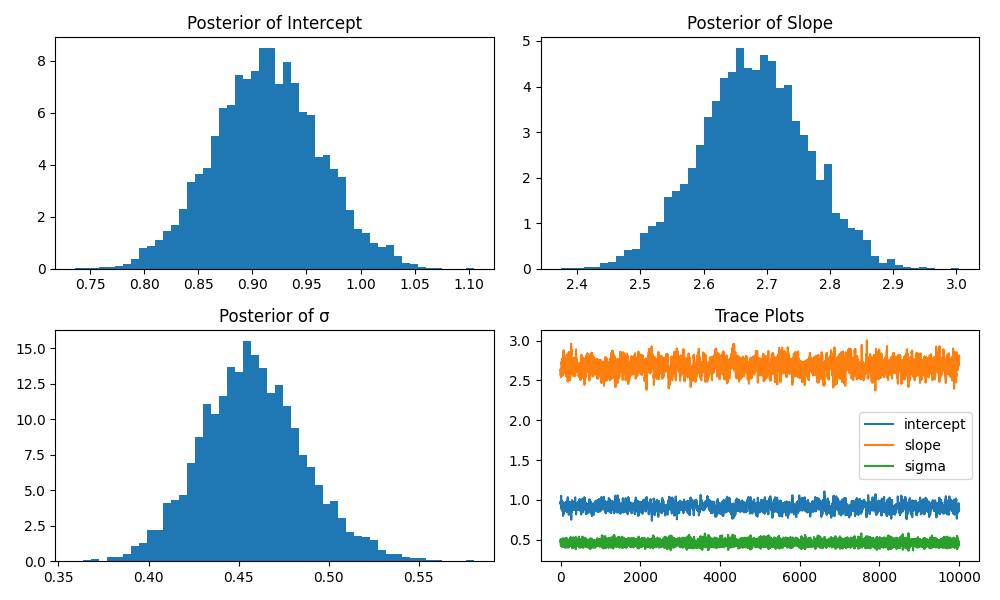 Posterior of Intercept
8
6
4
2
0
0.75 0.80 0.85 0.90 0.95 1.00 1.05 1.10
Posterior of Slope
5
4
3
2
1
0
2.4 2.5 2.6 2.7 2.8 2.9 3.0
Posterior of σ
15.0
12.5
10.0
7.5
5.0
2.5
0.0
0.35 0.40 0.45 0.50 0.55
Trace Plots
3.0
2.5
2.0
1.5
1.0
0.5
intercept
slope
sigma
0 2000 4000 6000 8000 10000